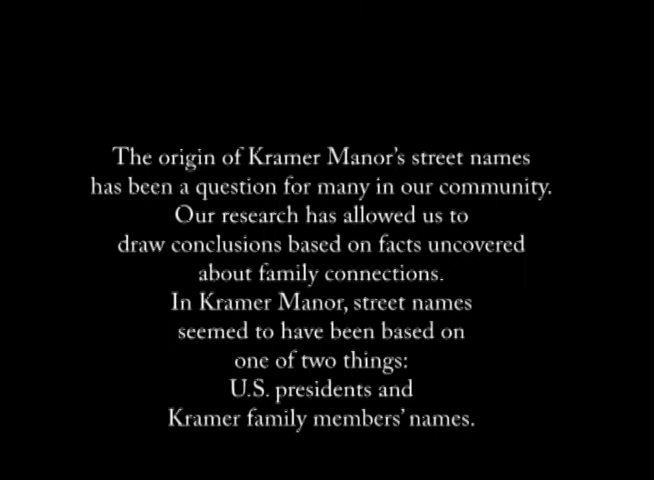 The origin of Kramer Manor’s street names
has been a question for many in our community.
Our research has allowed us to
draw conclusions based on facts uncovered
about family connections.
In Kramer Manor, street names
seemed to have been based on
one of two things:
U.S. presidents and
Kramer family members’ names.